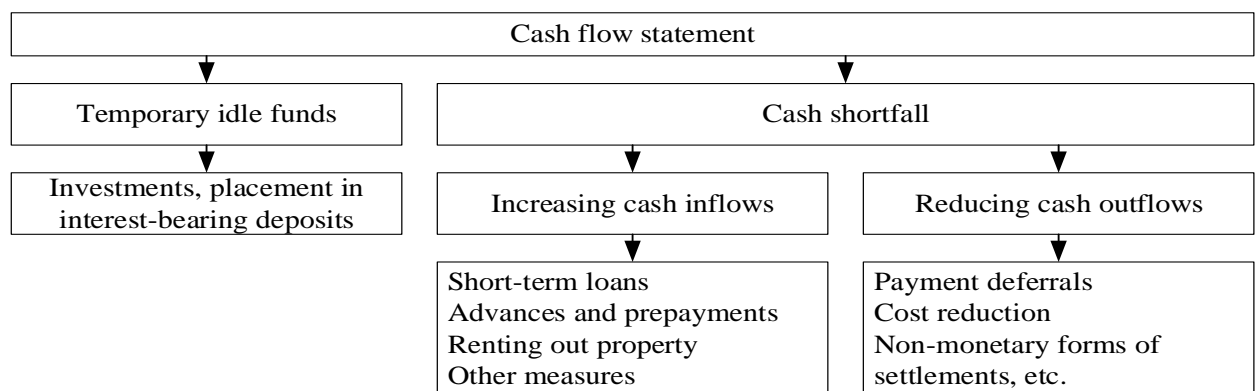 Cash flow statement
Temporary idle funds
Cash shortfall
Investments, placement in
interest-bearing deposits
Increasing cash inflows
Reducing cash outflows
Short-term loans
Advances and prepayments
Renting out property
Other measures
Payment deferrals
Cost reduction
Non-monetary forms of
settlements, etc.